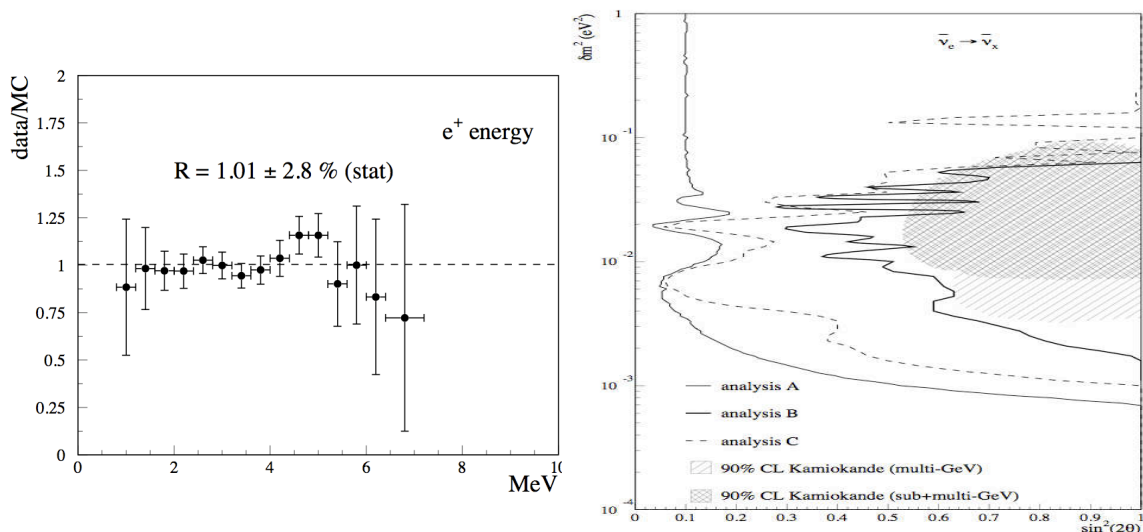 data/MC
2
1.75
1.5
1.25
1
0.75
0.5
0.25
0
e⁺ energy
R = 1.01 ± 2.8 % (stat)
0 2 4 6 8 10
MeV
δm² (eV²)
1
10⁻¹
10⁻²
10⁻³
10⁻⁴
ν̄ₑ → ν̄ₓ
analysis A
analysis B
analysis C
90% CL Kamiokande (multi-GeV)
90% CL Kamiokande (sub+multi-GeV)
0 0.1 0.2 0.3 0.4 0.5 0.6 0.7 0.8 0.9 1
sin²(2θ)